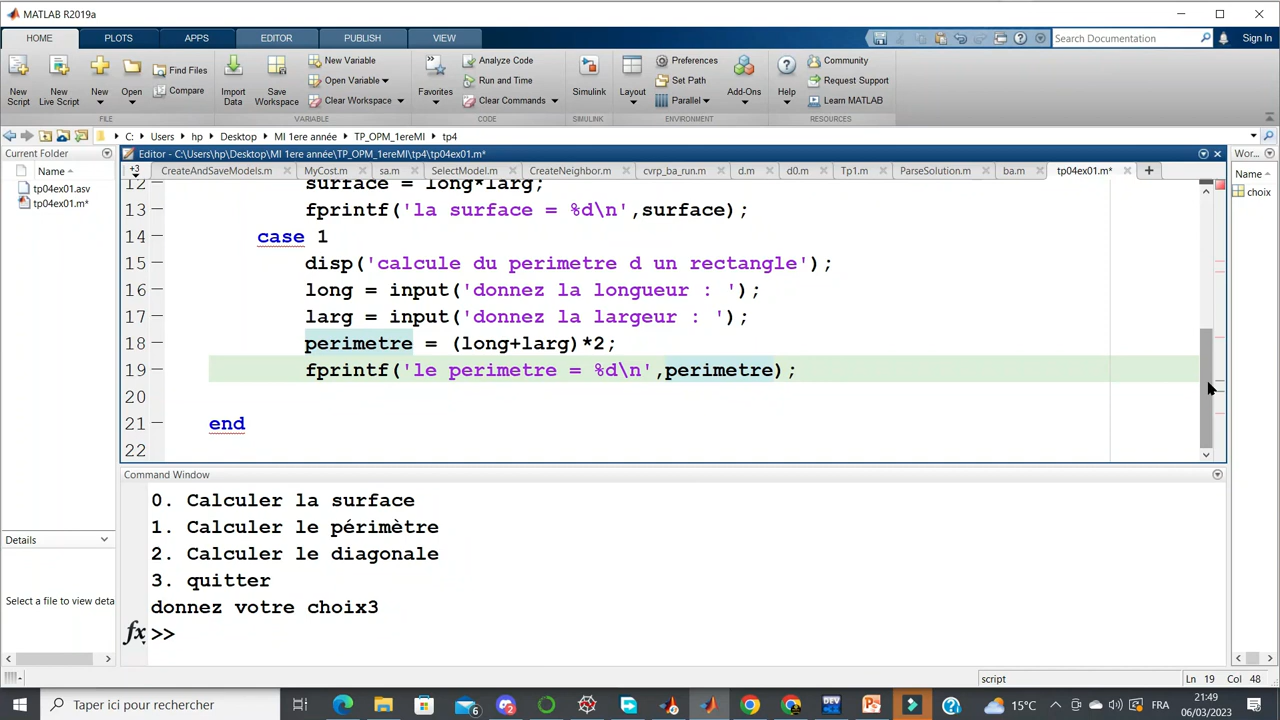 MATLAB R2019a
HOME PLOTS APPS EDITOR PUBLISH VIEW Search Documentation Sign In
New Script New Live Script New Open Find Files Compare Import Data Save Workspace New Variable Open Variable Clear Workspace Favorites Analyze Code Run and Time Clear Commands Simulink Layout Preferences Set Path Parallel Add-Ons Help Community Request Support Learn MATLAB
FILE VARIABLE CODE SIMULINK ENVIRONMENT RESOURCES
C: Users hp Desktop MI 1ere année TP_OPM_1ereMI tp4
Current Folder
Editor - C:\Users\hp\Desktop\MI 1ere année\TP_OPM_1ereMI\tp4\tp04ex01.m*
Wor...
+3 CreateAndSaveModels.m MyCost.m sa.m SelectModel.m CreateNeighbor.m cvrp_ba_run.m d.m d0.m Tp1.m ParseSolution.m ba.m tp04ex01.m* +
Name
Name
tp04ex01.asv
tp04ex01.m*
choix
12 surface = long*larg;
13 fprintf('la surface = %d\n',surface);
14 case 1
15 disp('calcule du perimetre d un rectangle');
16 long = input('donnez la longueur : ');
17 larg = input('donnez la largeur : ');
18 perimetre = (long+larg)*2;
19 fprintf('le perimetre = %d\n',perimetre);
20
21 end
22
Command Window
0. Calculer la surface
1. Calculer le périmètre
2. Calculer le diagonale
3. quitter
donnez votre choix3
fx >>
Details
Select a file to view deta
script Ln 19 Col 48
Taper ici pour rechercher
6
DEV
15°C
FRA
21:49
06/03/2023